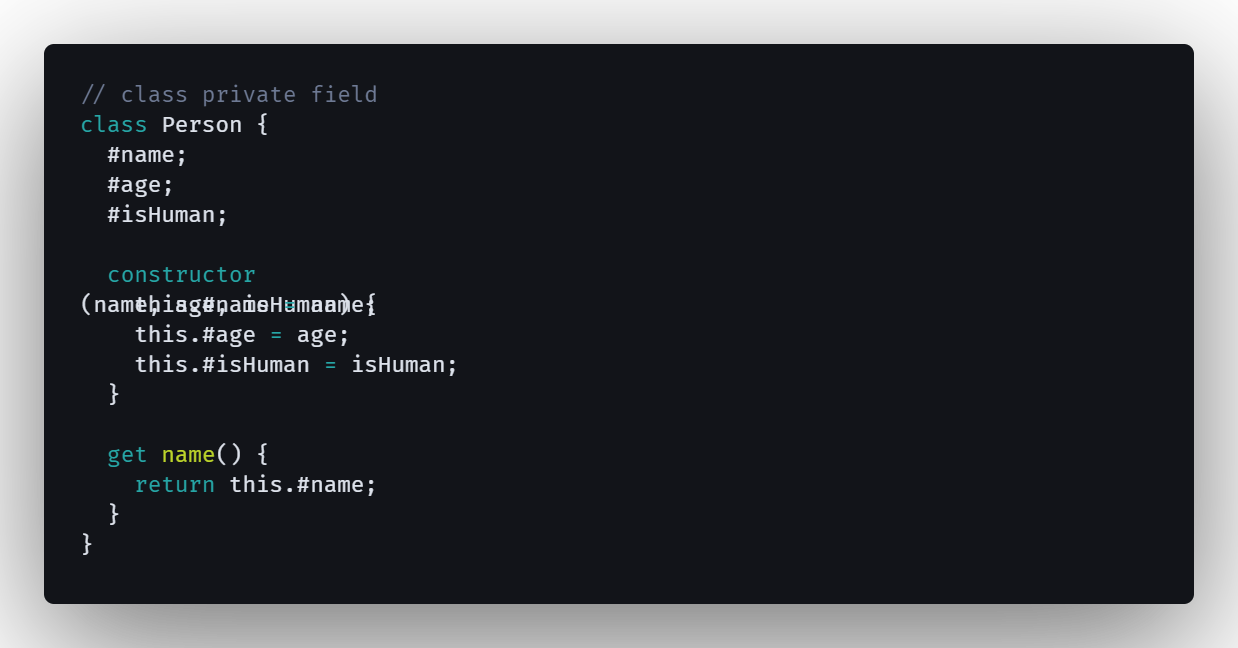 // class private field
class Person {
#name;
#age;
#isHuman;
constructor
(name, age, isHuman) {
this.#name = name;
this.#age = age;
this.#isHuman = isHuman;
}
get name() {
return this.#name;
}
}